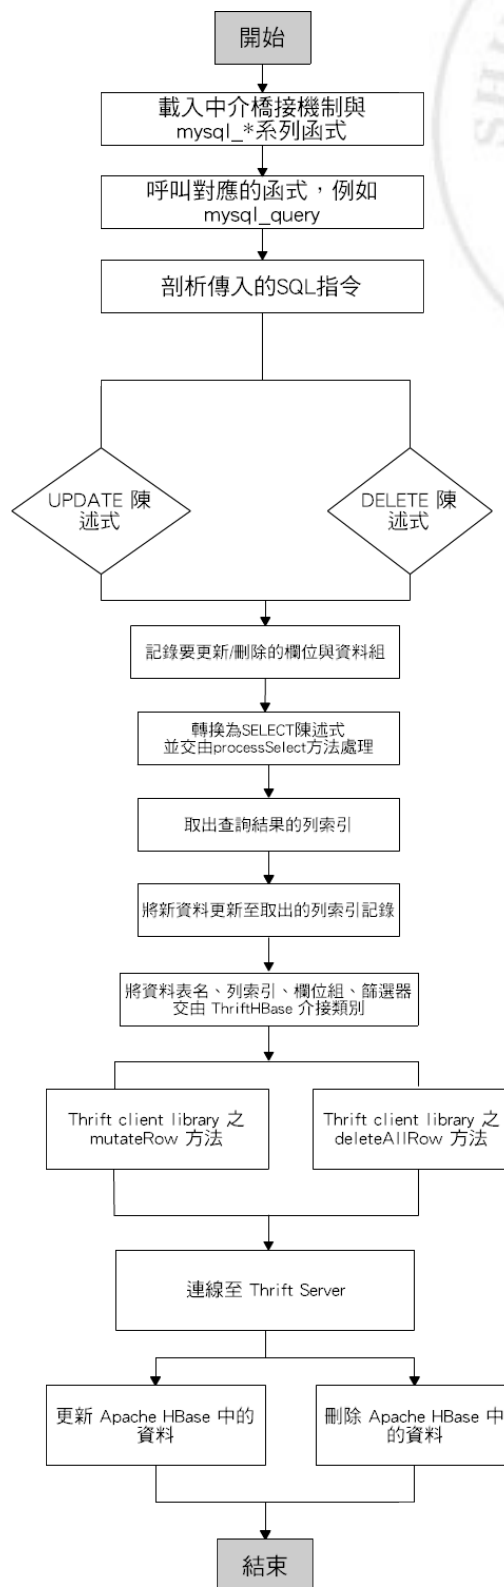 開始
載入中介橋接機制與
mysql_*系列函式
呼叫對應的函式，例如
mysql_query
剖析傳入的SQL指令
UPDATE 陳
述式
DELETE 陳
述式
記錄要更新/刪除的欄位與資料組
轉換為SELECT陳述式
並交由processSelect方法處理
取出查詢結果的列索引
將新資料更新至取出的列索引記錄
將資料表名、列索引、欄位組、篩選器
交由 ThriftHBase 介接類別
Thrift client library 之
mutateRow 方法
Thrift client library 之
deleteAllRow 方法
連線至 Thrift Server
更新 Apache HBase 中的
資料
刪除 Apache HBase 中
的資料
結束